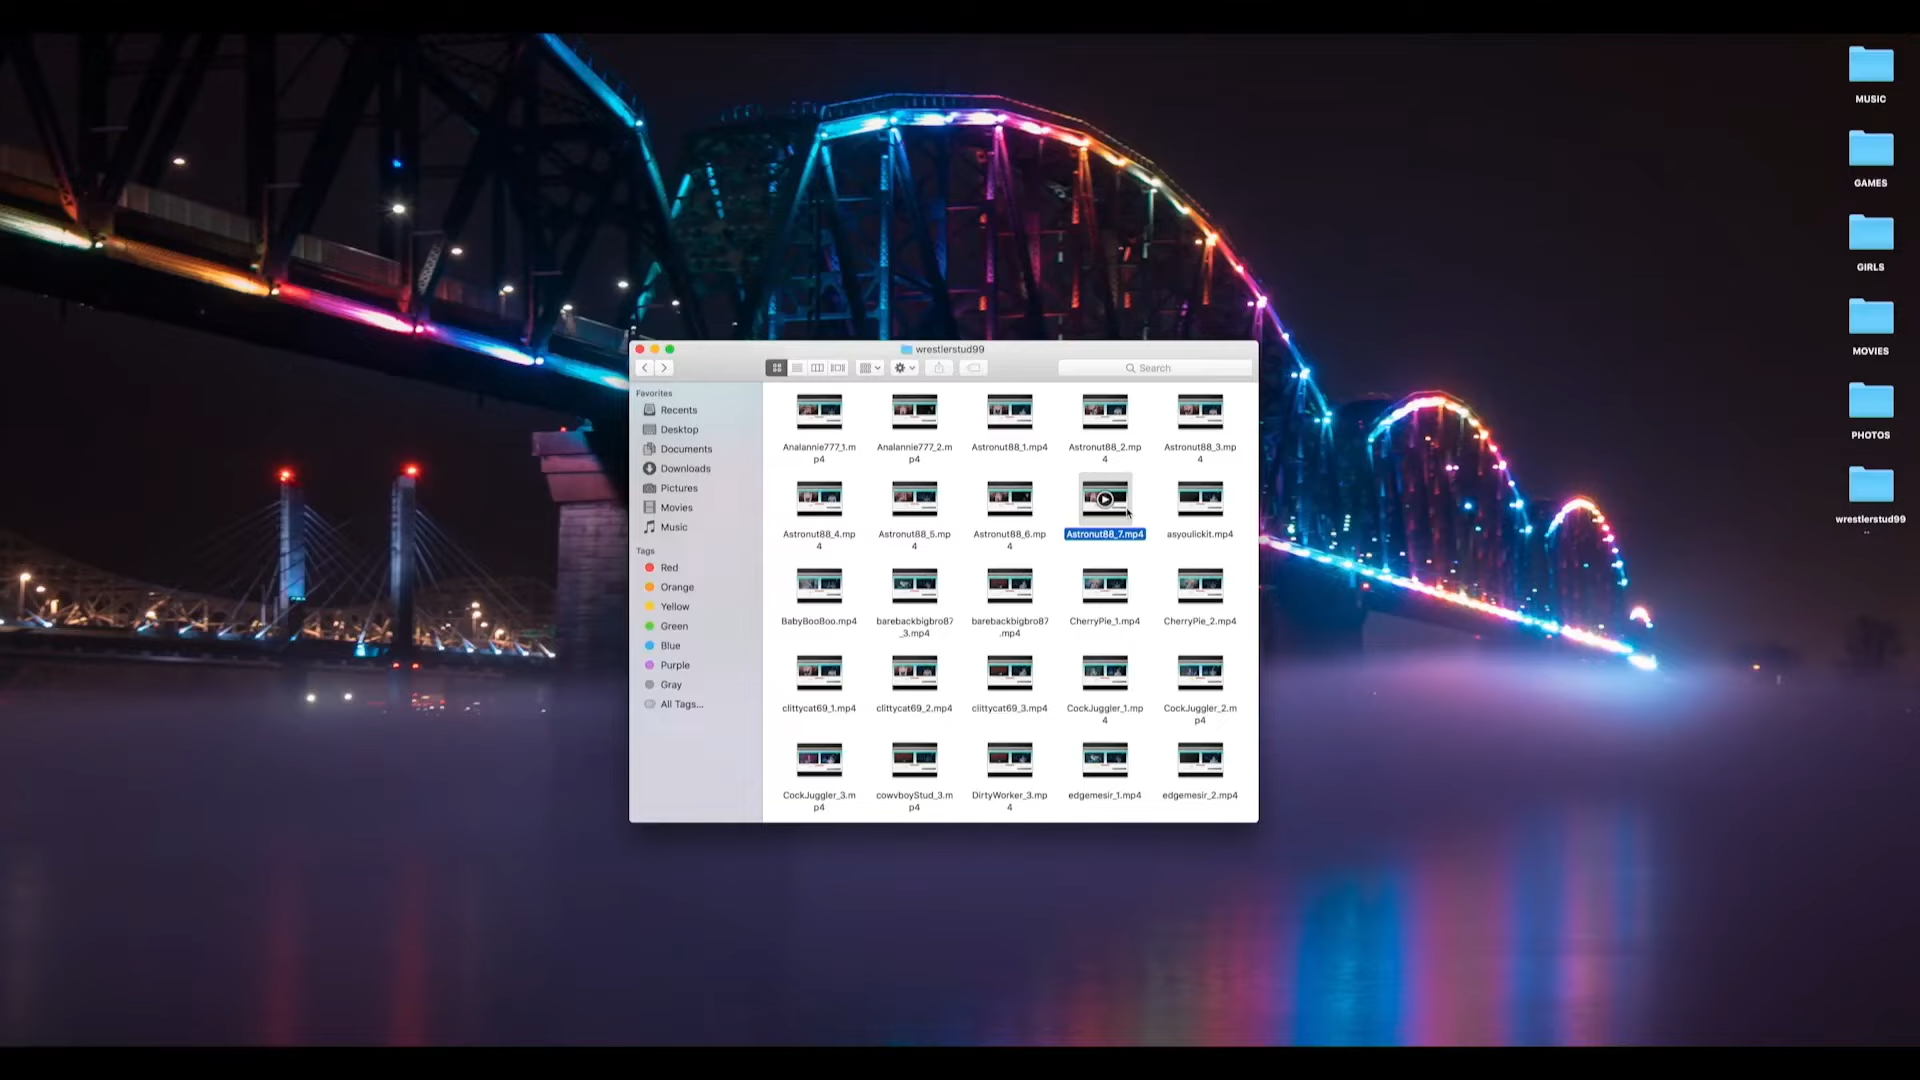 MUSIC
GAMES
GIRLS
MOVIES
PHOTOS
wrestlerstud99
wrestlerstud99
Search
Favorites
Recents
Desktop
Documents
Downloads
Pictures
Movies
Music
Tags
Red
Orange
Yellow
Green
Blue
Purple
Gray
All Tags...
Analannie777_1.m
p4
Analannie777_2.m
p4
Astronut88_1.mp4
Astronut88_2.mp
4
Astronut88_3.mp
4
Astronut88_4.mp
4
Astronut88_5.mp
4
Astronut88_6.mp
4
Astronut88_7.mp4
asyoulickit.mp4
BabyBooBoo.mp4
barebackbigbro87
_3.mp4
barebackbigbro87
.mp4
CherryPie_1.mp4
CherryPie_2.mp4
clittycat69_1.mp4
clittycat69_2.mp4
clittycat69_3.mp4
CockJuggler_1.mp
4
CockJuggler_2.m
p4
CockJuggler_3.m
p4
cowvboyStud_3.m
p4
DirtyWorker_3.mp
4
edgemesir_1.mp4
edgemesir_2.mp4